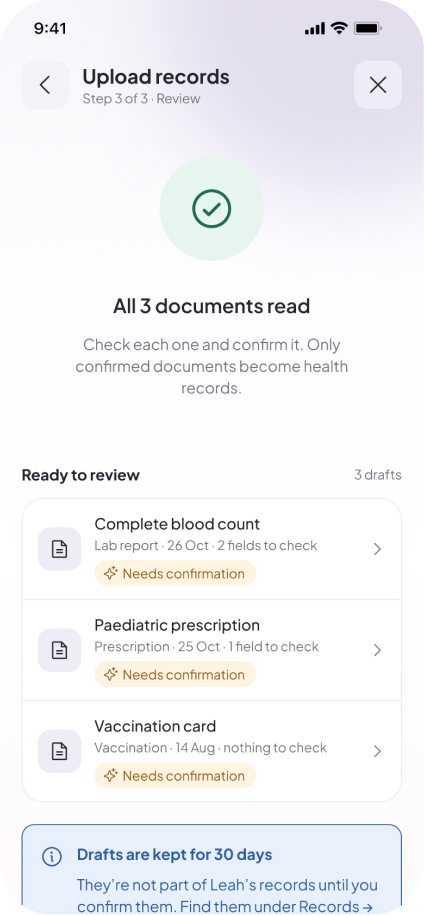 9:41
Upload records
Step 3 of 3 · Review
All 3 documents read
Check each one and confirm it. Only
confirmed documents become health
records.
Ready to review
3 drafts
Complete blood count
Lab report · 26 Oct · 2 fields to check
Needs confirmation
Paediatric prescription
Prescription · 25 Oct · 1 field to check
Needs confirmation
Vaccination card
Vaccination · 14 Aug · nothing to check
Needs confirmation
Drafts are kept for 30 days
They're not part of Leah's records until you
confirm them. Find them under Records →